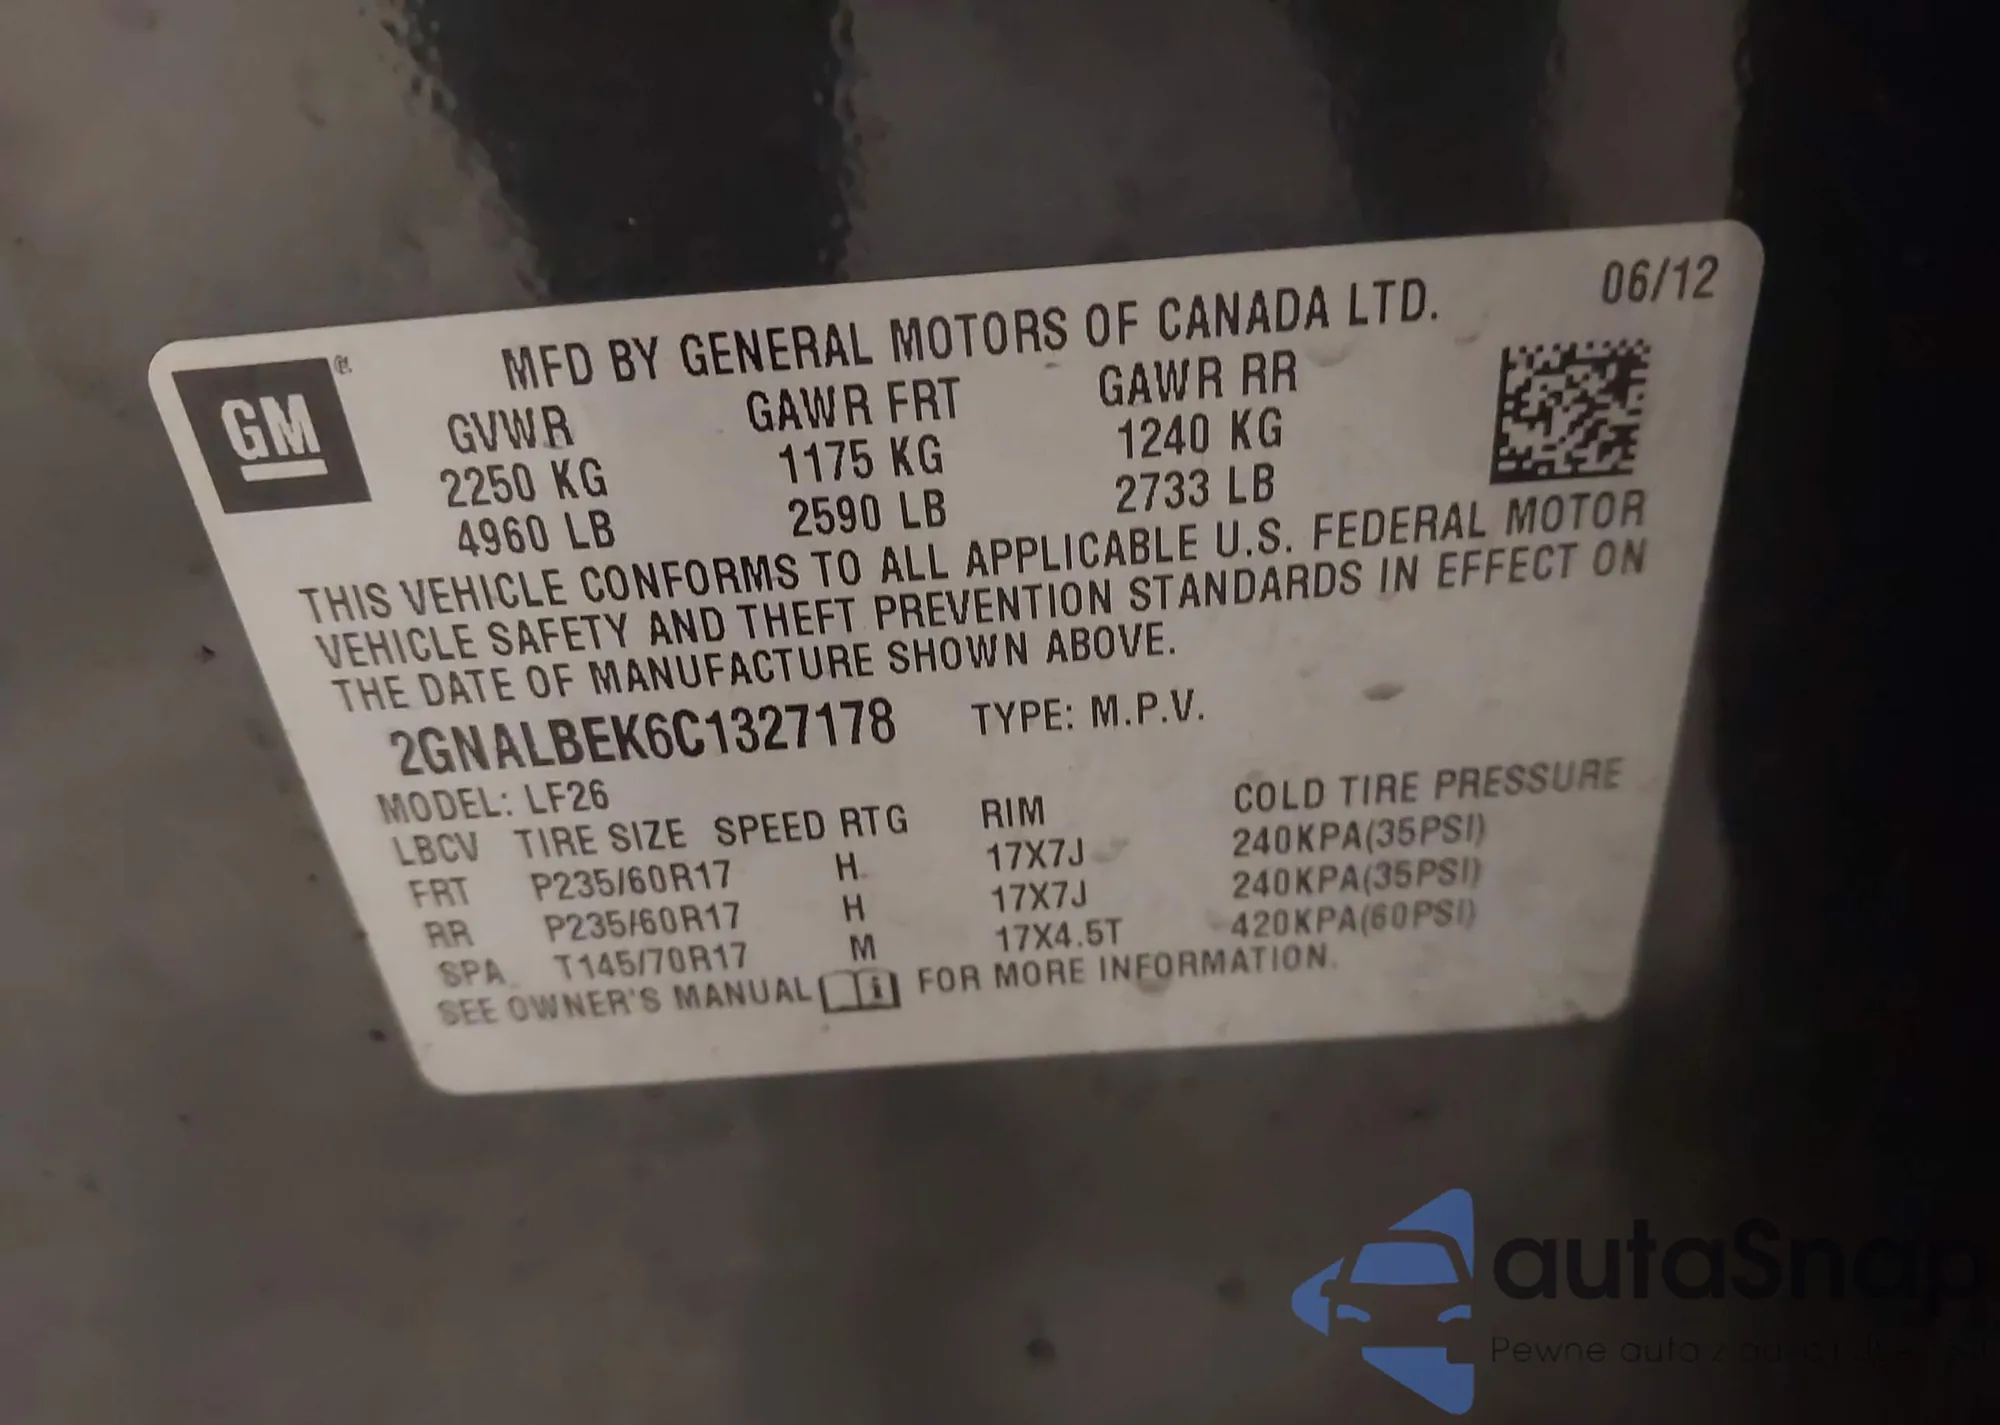 06/12
MFD BY GENERAL MOTORS OF CANADA LTD.
GM ®
GVWR GAWR FRT GAWR RR
2250 KG 1175 KG 1240 KG
4960 LB 2590 LB 2733 LB
THIS VEHICLE CONFORMS TO ALL APPLICABLE U.S. FEDERAL MOTOR
VEHICLE SAFETY AND THEFT PREVENTION STANDARDS IN EFFECT ON
THE DATE OF MANUFACTURE SHOWN ABOVE.
2GNALBEK6C1327178 TYPE: M.P.V.
MODEL: LF26
LBCV TIRE SIZE SPEED RTG RIM COLD TIRE PRESSURE
FRT P235/60R17 H 17X7J 240KPA(35PSI)
RR P235/60R17 H 17X7J 240KPA(35PSI)
SPA T145/70R17 M 17X4.5T 420KPA(60PSI)
SEE OWNER'S MANUAL i FOR MORE INFORMATION.
autaSnap
Pewne auta z